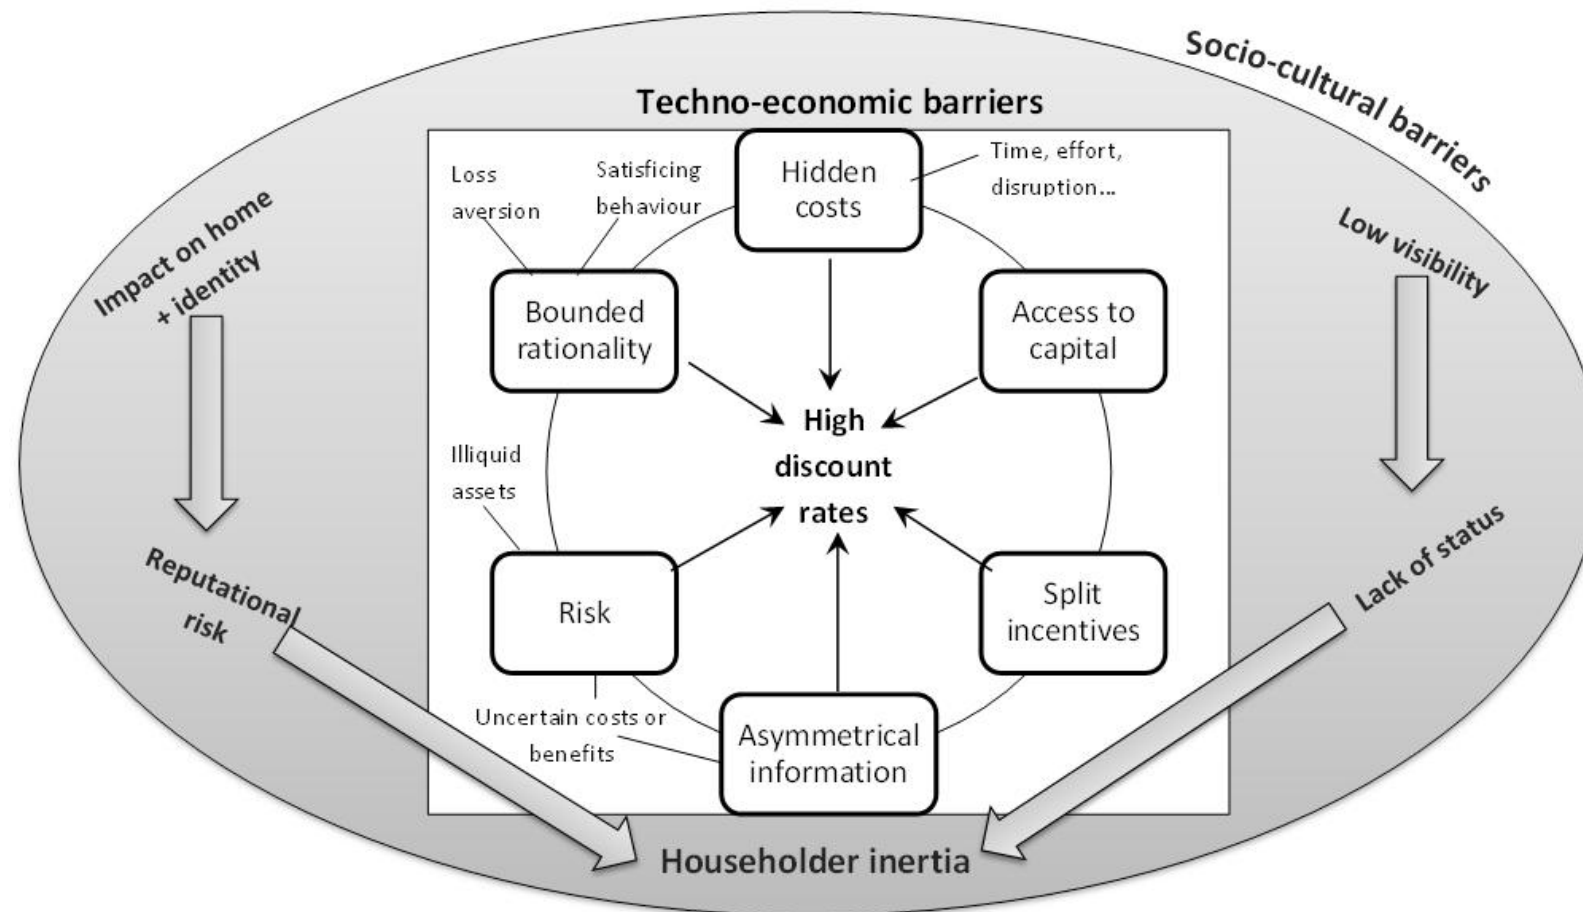 Socio-cultural barriers
Techno-economic barriers
Hidden
costs
Time, effort,
disruption...
Loss
aversion
Satisficing
behaviour
Impact on home
+ identity
Low visibility
Bounded
rationality
Access to
capital
High
discount
rates
Illiquid
assets
Reputational
risk
Lack of status
Risk
Split
incentives
Uncertain costs or
benefits
Asymmetrical
information
Householder inertia